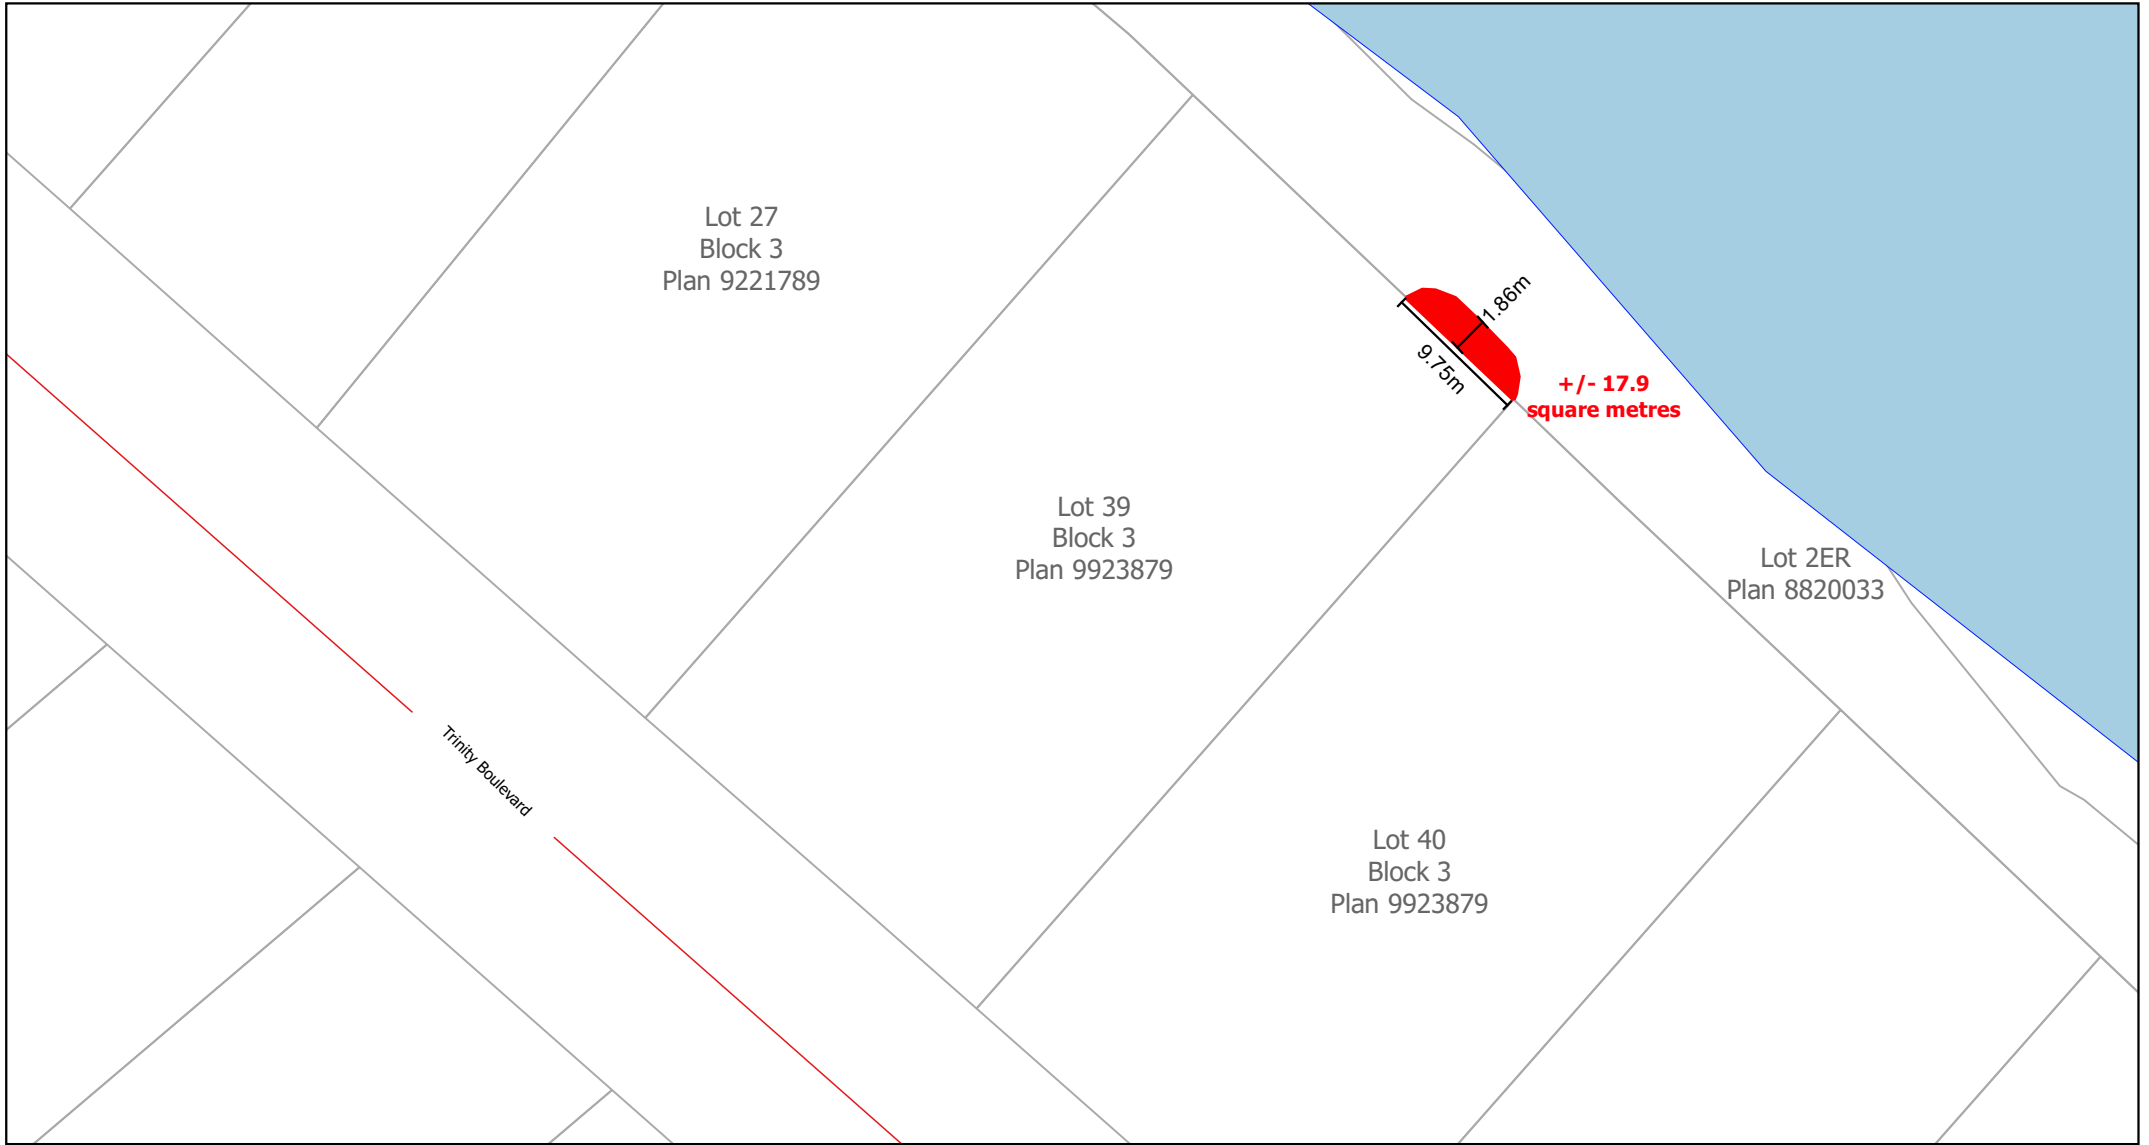 Lot 27
Block 3
Plan 9221789
1.86m
9.75m
+/- 17.9
square metres
Lot 39
Block 3
Plan 9923879
Lot 2ER
Plan 8820033
Trinity Boulevard
Lot 40
Block 3
Plan 9923879